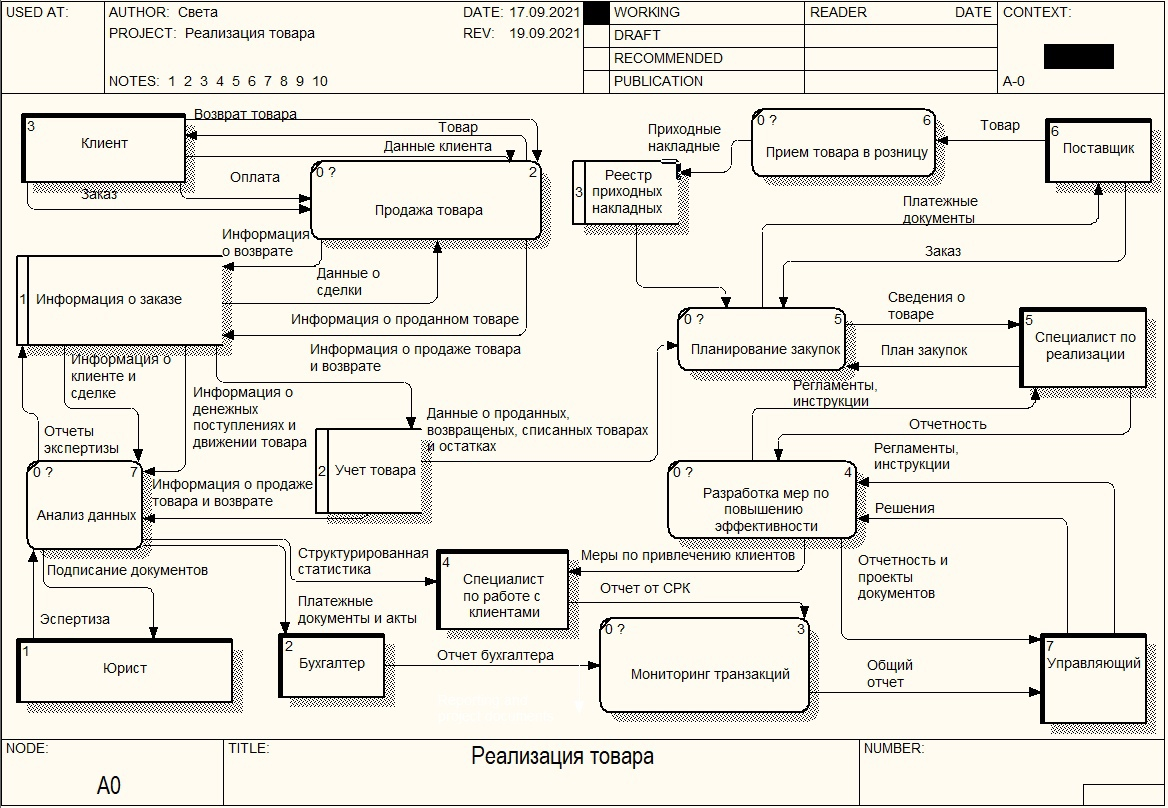 USED AT:
AUTHOR: Света
DATE: 17.09.2021
WORKING
READER
DATE
CONTEXT:
PROJECT: Реализация товара
REV: 19.09.2021
DRAFT
RECOMMENDED
NOTES: 1 2 3 4 5 6 7 8 9 10
PUBLICATION
A-0
3
Клиент
Возврат товара
Товар
Данные клиента
Оплата
Заказ
0 ?
2
Продажа товара
Приходные
накладные
3
Реестр
приходных
накладных
0 ?
6
Прием товара в розницу
Товар
6
Поставщик
Платежные
документы
Заказ
Информация
о возврате
Данные о
сделки
1
Информация о заказе
Информация о проданном товаре
Информация о продаже товара
и возврате
Информация о
клиенте и
сделке
Информация о
денежных
поступлениях и
движении товара
Отчеты
экспертизы
0 ?
5
Планирование закупок
Сведения о
товаре
План закупок
5
Специалист по
реализации
Регламенты,
инструкции
Отчетность
Данные о проданных,
возвращеных, списанных товарах
и остатках
2
Учет товара
0 ?
7
Анализ данных
Информация о продаже
товара и возврате
0 ?
4
Разработка мер по
повышению
эффективности
Регламенты,
инструкции
Решения
Подписание документов
Структурированная
статистика
4
Специалист
по работе с
клиентами
Меры по привлечению клиентов
Отчет от СРК
Отчетность и
проекты
документов
Эспертиза
Платежные
документы и акты
1
Юрист
2
Бухгалтер
Отчет бухгалтера
0 ?
3
Мониторинг транзакций
Общий
отчет
7
Управляющий
NODE:
TITLE:
NUMBER:
A0
Реализация товара